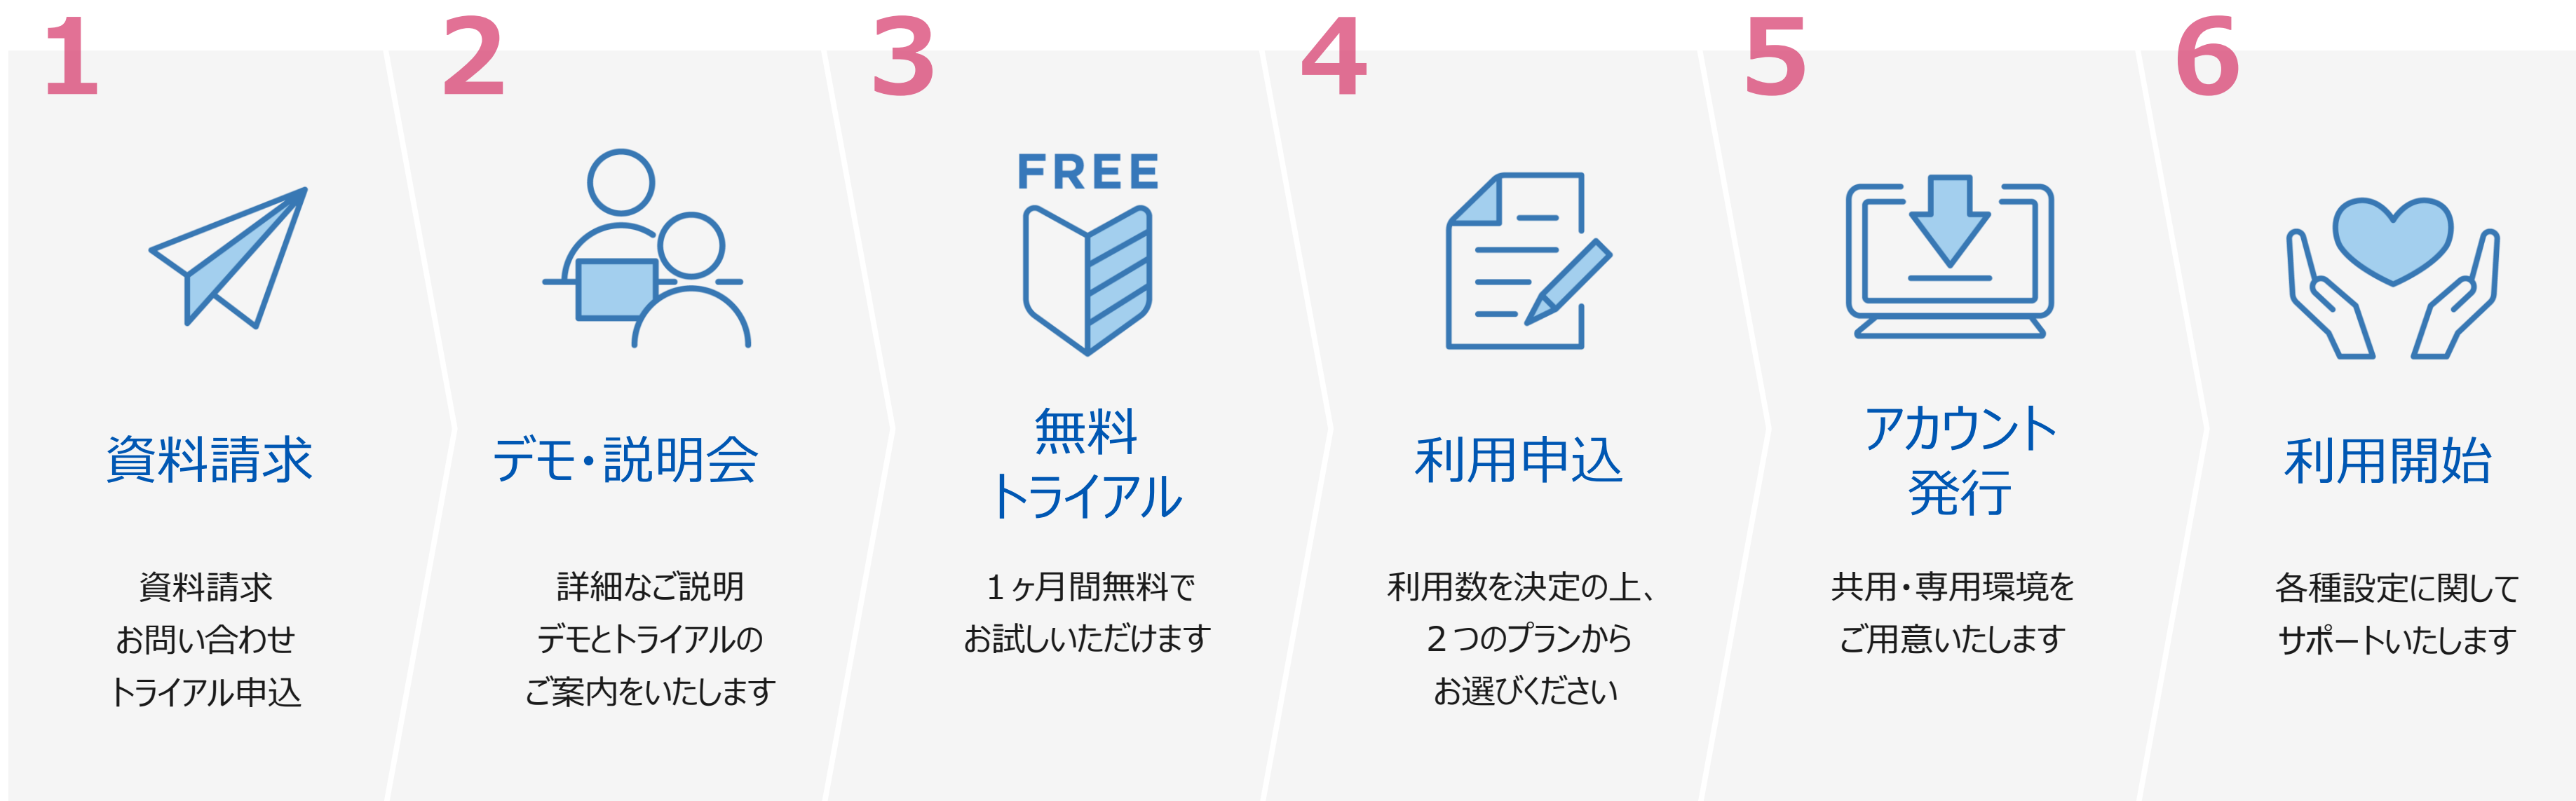 1
資料請求
資料請求
お問い合わせ
トライアル申込
2
デモ・説明会
詳細なご説明
デモとトライアルの
ご案内をいたします
3
FREE
無料
トライアル
1ヶ月間無料で
お試しいただけます
4
利用申込
利用数を決定の上、
2つのプランから
お選びください
5
アカウント
発行
共用・専用環境を
ご用意いたします
6
利用開始
各種設定に関して
サポートいたします